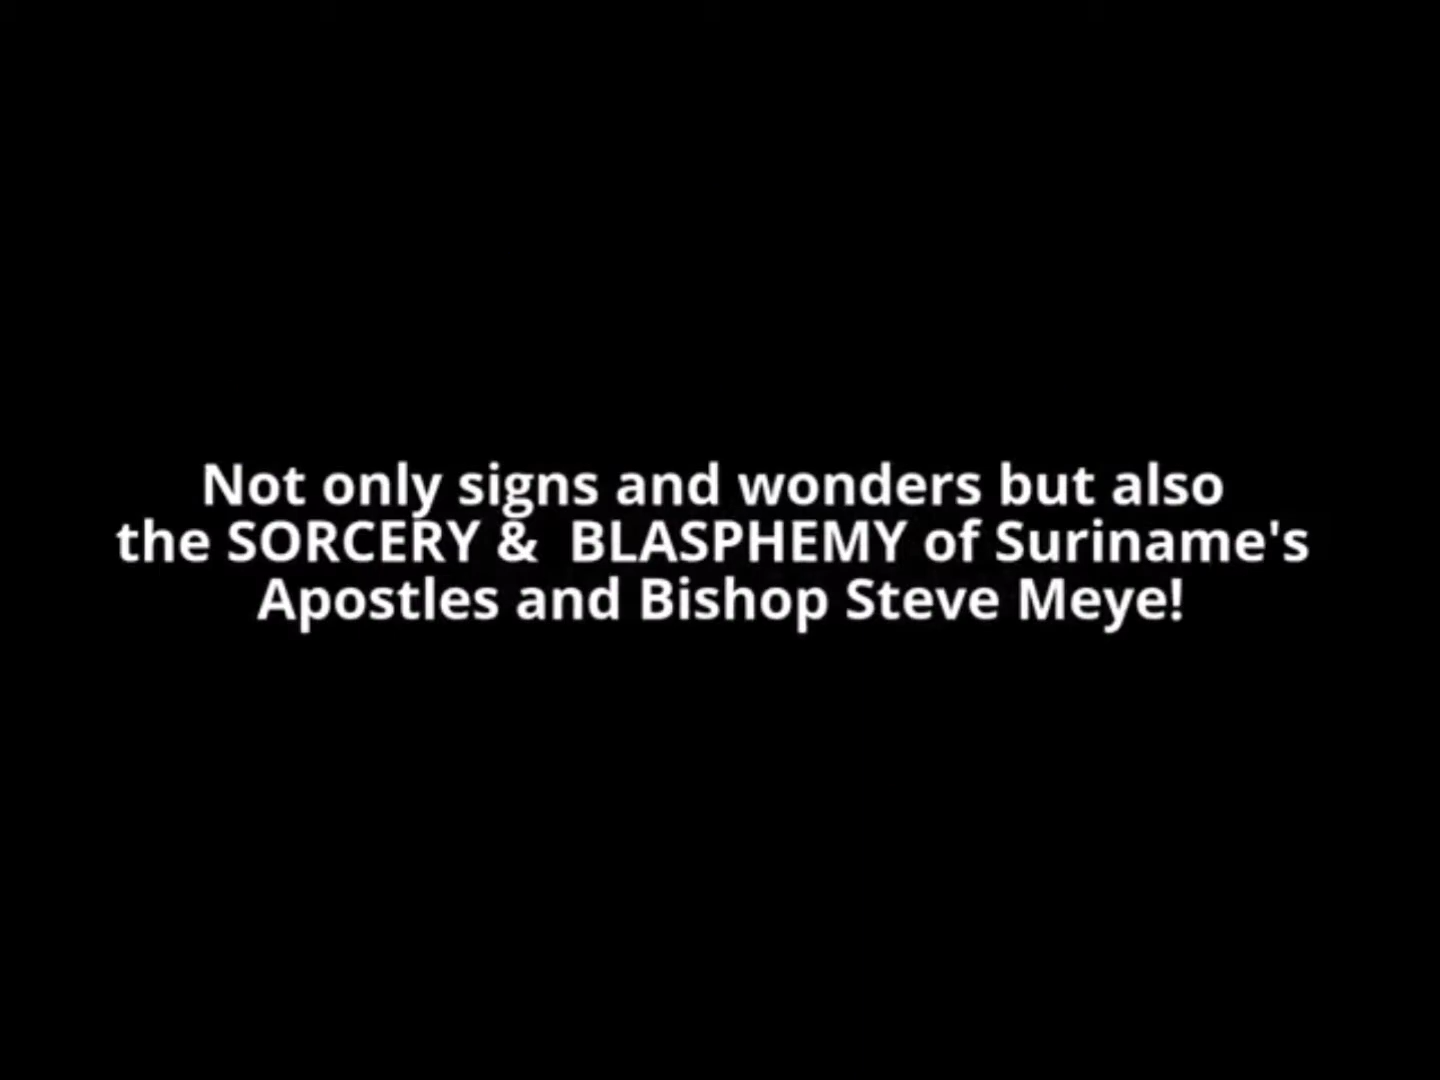 Not only signs and wonders but also
the SORCERY &  BLASPHEMY of Suriname's
Apostles and Bishop Steve Meye!